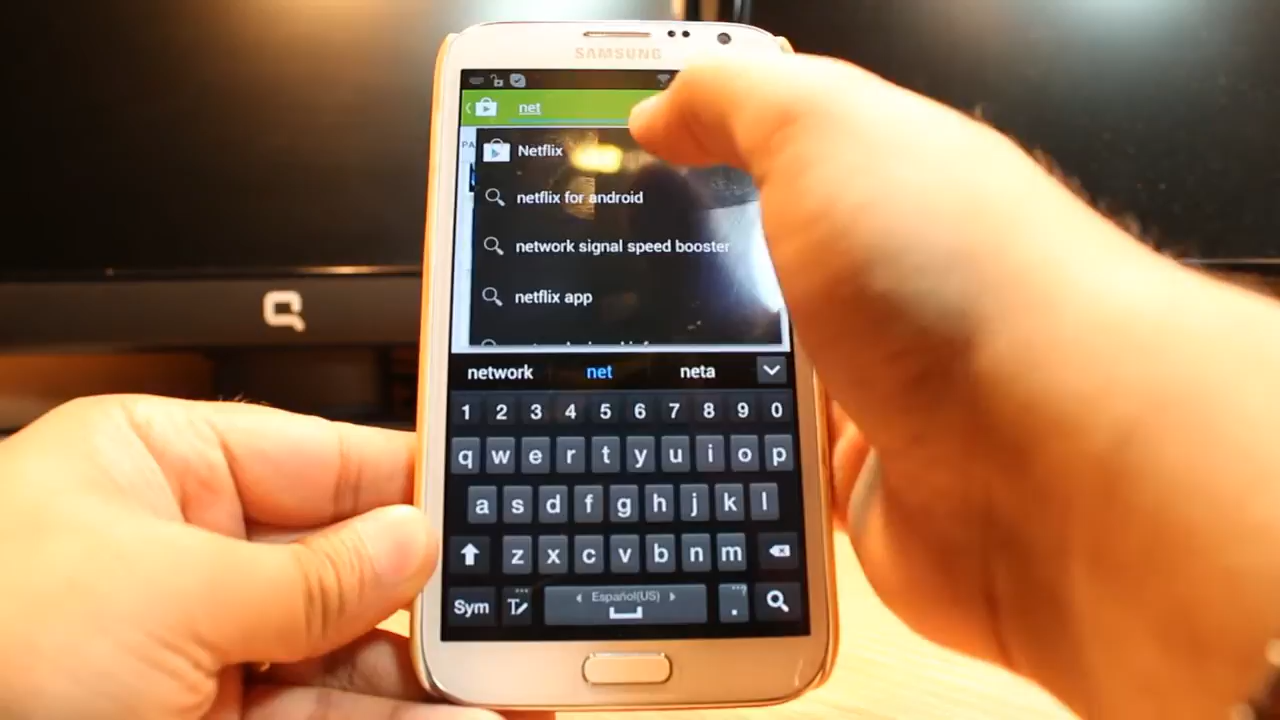 SAMSUNG
net
PA
Netflix
netflix for android
network signal speed booster
netflix app
network net neta
1 2 3 4 5 6 7 8 9 0
q w e r t y u i o p
a s d f g h j k l
z x c v b n m
Sym Español(US) .